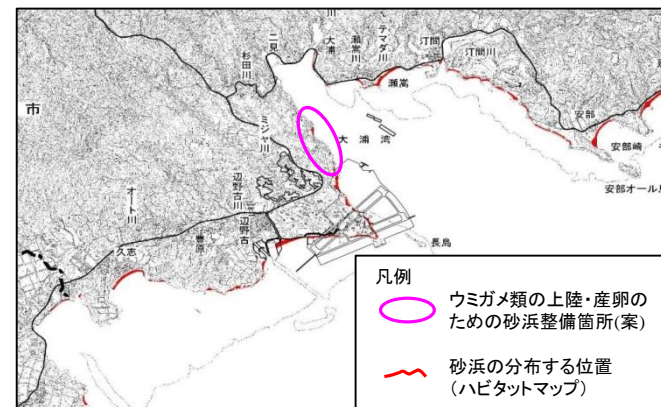 二見
杉田川
大浦川
瀬嵩川
テマダ川
汀間
汀間川
瀬嵩
安部
市
ミジャ川
大浦湾
安部崎
安部オール島
オート川
辺野古川
辺野古
長島
久志
豊原
凡例
ウミガメ類の上陸・産卵の
ための砂浜整備箇所(案)
砂浜の分布する位置
(ハビタットマップ)